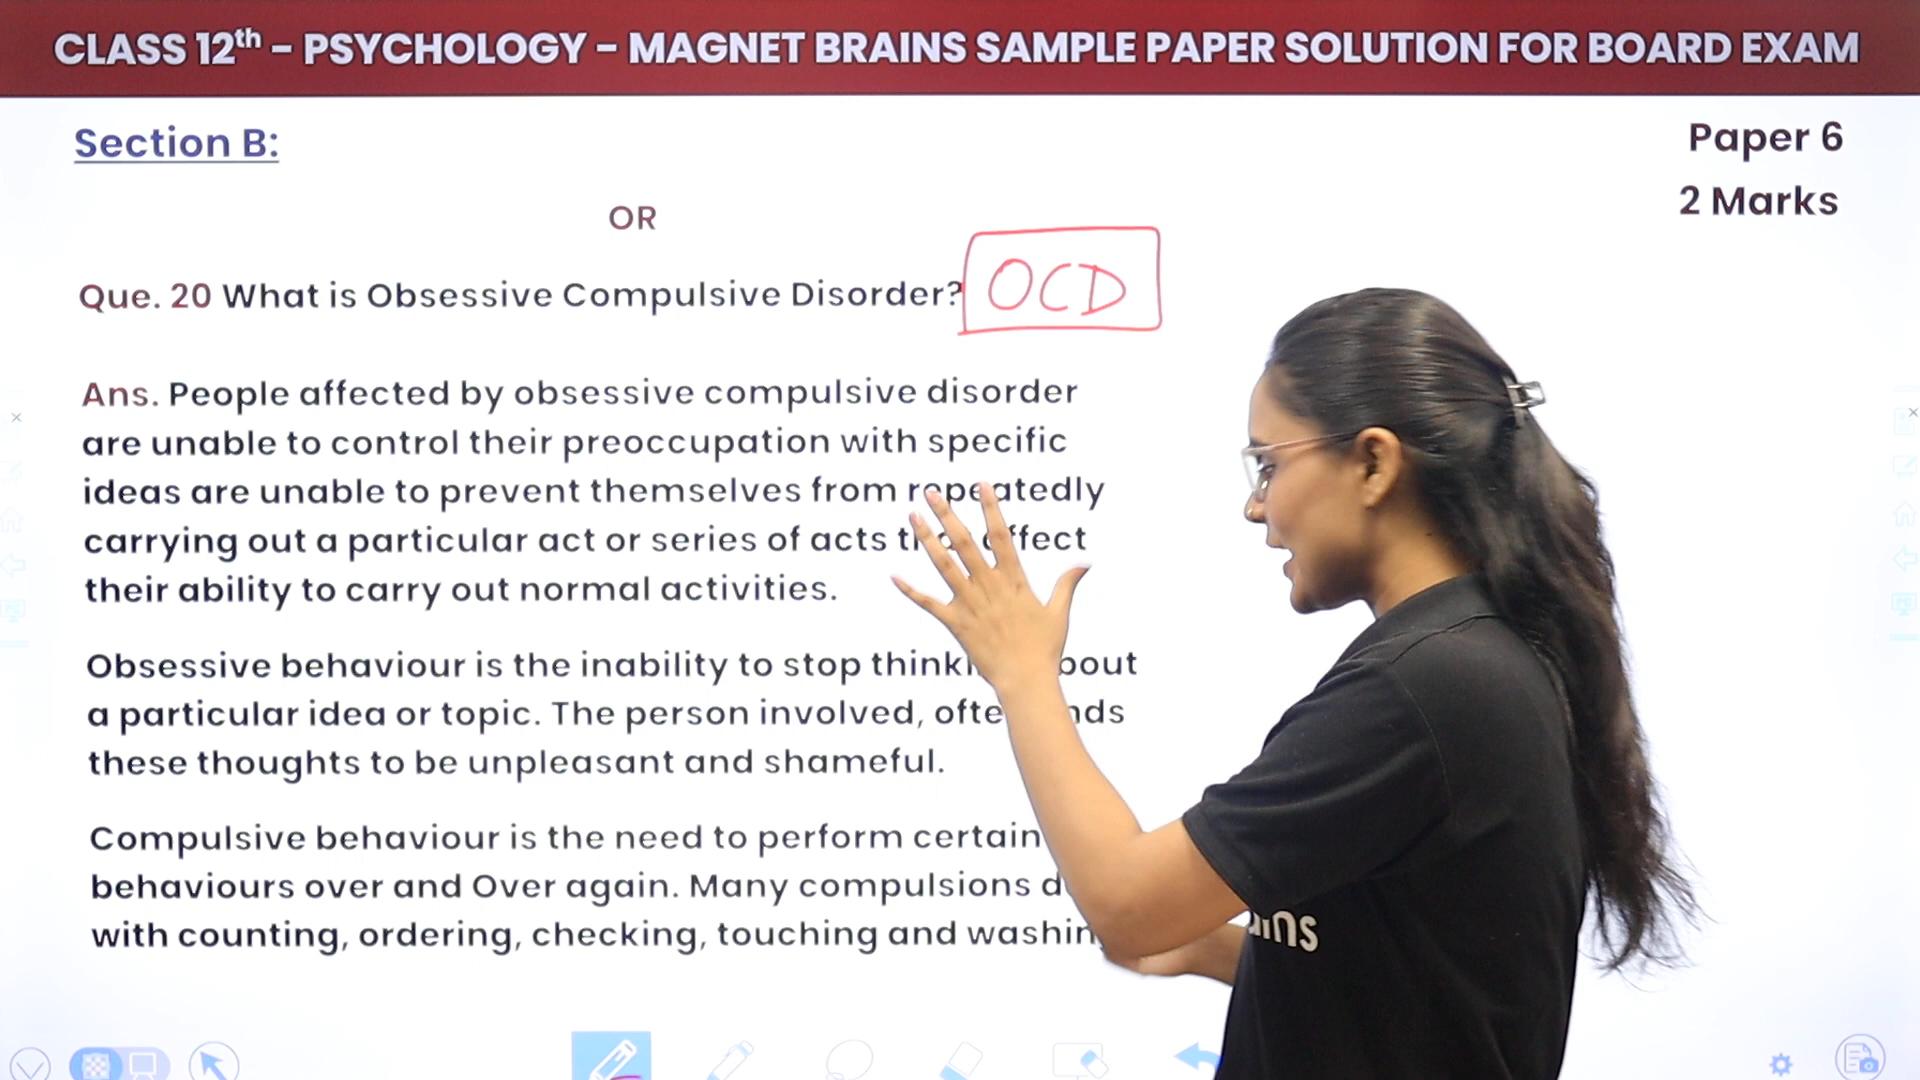 CLASS 12th – PSYCHOLOGY – MAGNET BRAINS SAMPLE PAPER SOLUTION FOR BOARD EXAM
Section B:
Paper 6
2 Marks
OR
Que. 20 What is Obsessive Compulsive Disorder?
OCD
Ans. People affected by obsessive compulsive disorder
are unable to control their preoccupation with specific
ideas are unable to prevent themselves from repeatedly
carrying out a particular act or series of acts
their ability to carry out normal activities.
Obsessive behaviour is the inability to stop
a particular idea or topic. The person involved,
these thoughts to be unpleasant and shameful.
Compulsive behaviour is the need to perform certain
behaviours over and Over again. Many compulsions
with counting, ordering, checking, touching and